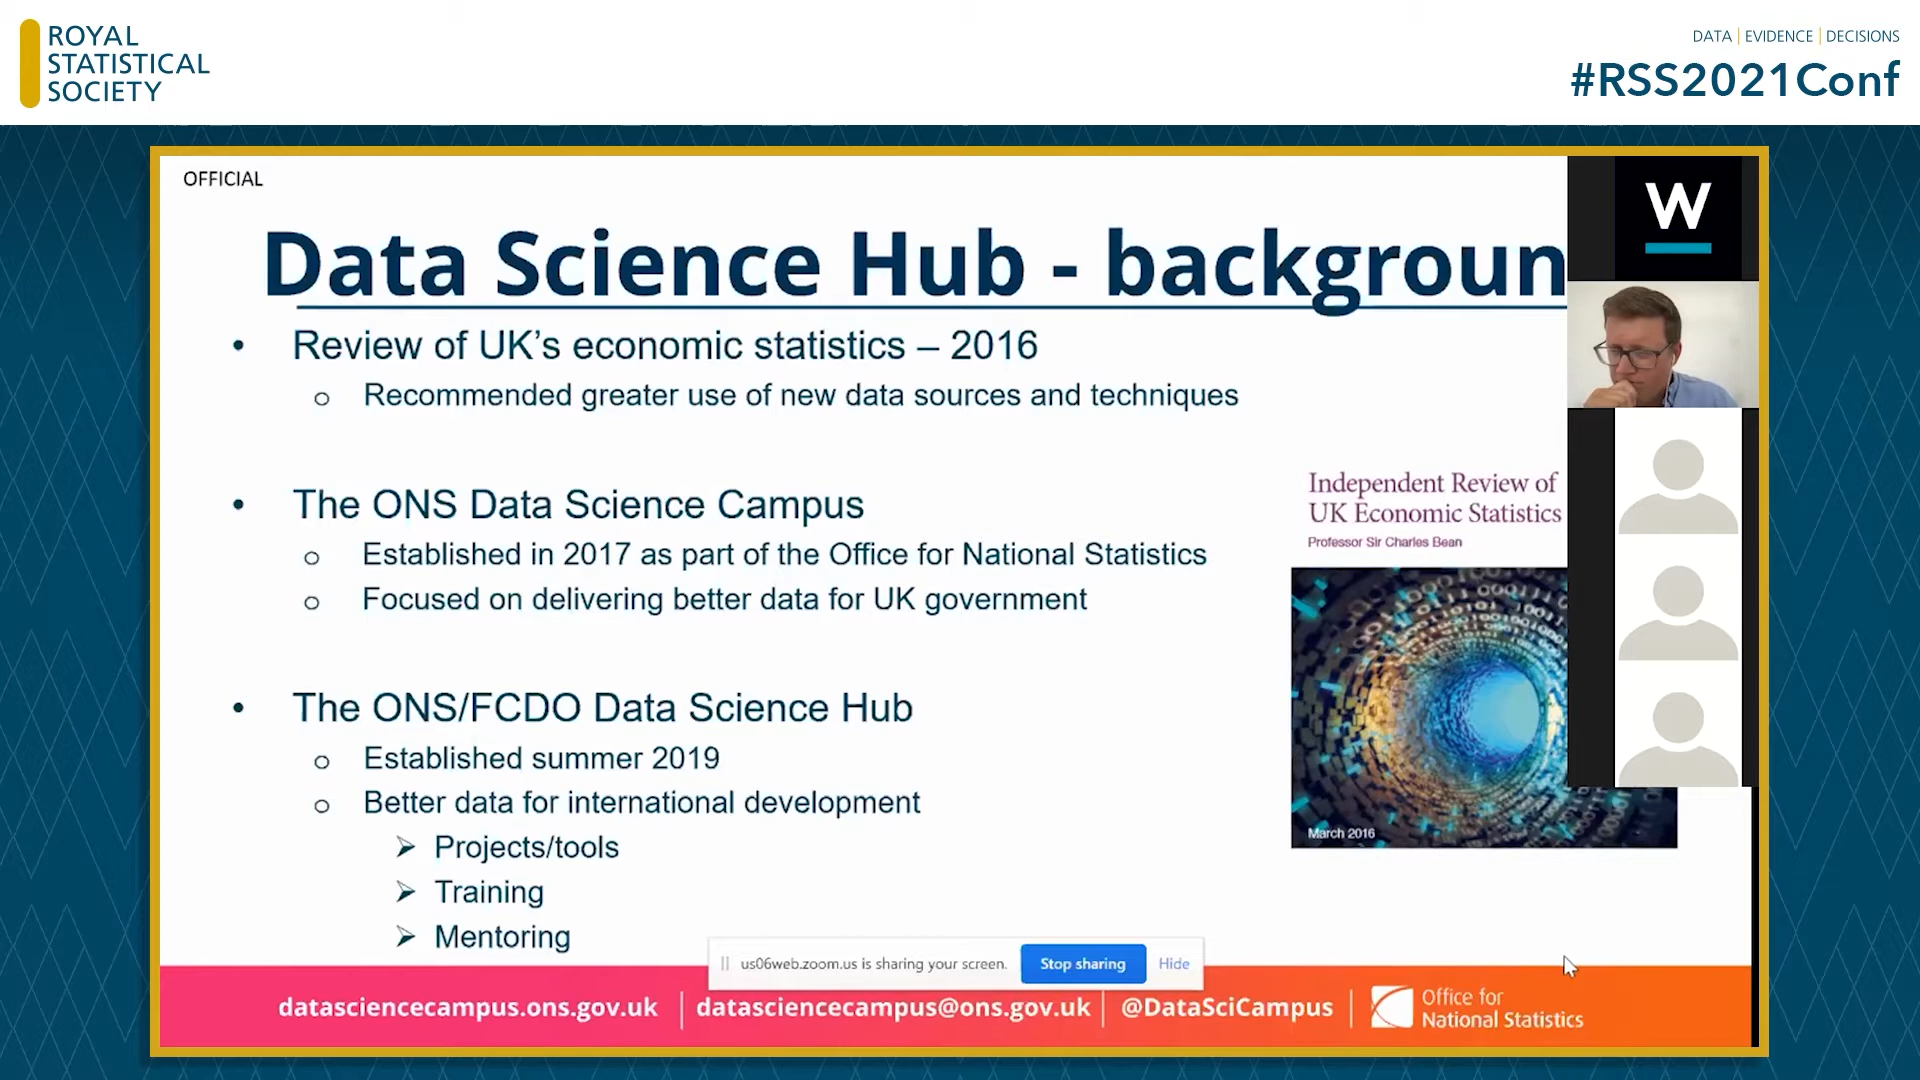 ROYAL
STATISTICAL
SOCIETY
DATA | EVIDENCE | DECISIONS
#RSS2021Conf
OFFICIAL
W
Data Science Hub - backgroun
• Review of UK’s economic statistics – 2016
o Recommended greater use of new data sources and techniques
• The ONS Data Science Campus
o Established in 2017 as part of the Office for National Statistics
o Focused on delivering better data for UK government
• The ONS/FCDO Data Science Hub
o Established summer 2019
o Better data for international development
➢ Projects/tools
➢ Training
➢ Mentoring
Independent Review of
UK Economic Statistics
Professor Sir Charles Bean
March 2016
us06web.zoom.us is sharing your screen. Stop sharing Hide
datasciencecampus.ons.gov.uk | datasciencecampus@ons.gov.uk | @DataSciCampus |
Office for
National Statistics